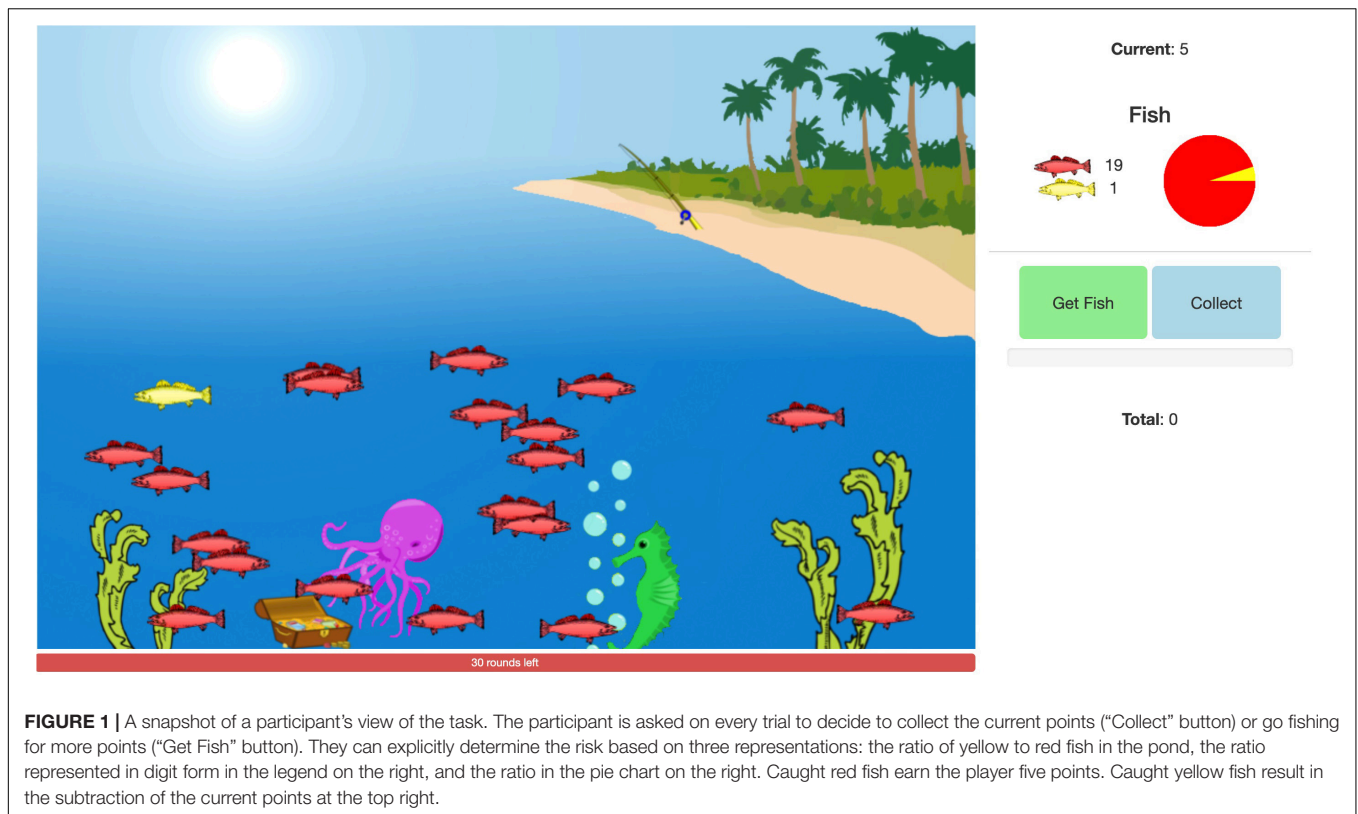 Current: 5
Fish
19
1
Get Fish
Collect
Total: 0
30 rounds left
FIGURE 1 | A snapshot of a participant's view of the task. The participant is asked on every trial to decide to collect the current points (“Collect” button) or go fishing
for more points (“Get Fish” button). They can explicitly determine the risk based on three representations: the ratio of yellow to red fish in the pond, the ratio
represented in digit form in the legend on the right, and the ratio in the pie chart on the right. Caught red fish earn the player five points. Caught yellow fish result in
the subtraction of the current points at the top right.